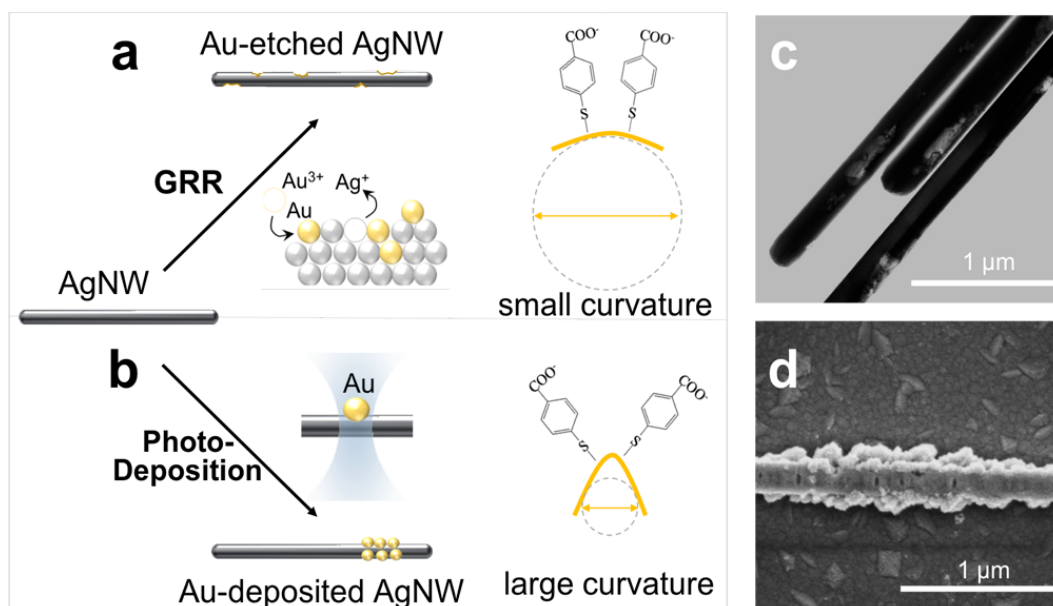 a
Au-etched AgNW
COO-
COO-
S
S
GRR
Au³⁺
Ag⁺
Au
AgNW
small curvature
b
Au
COO-
COO-
S
S
Photo-
Deposition
Au-deposited AgNW
large curvature
c
1 µm
d
1 µm